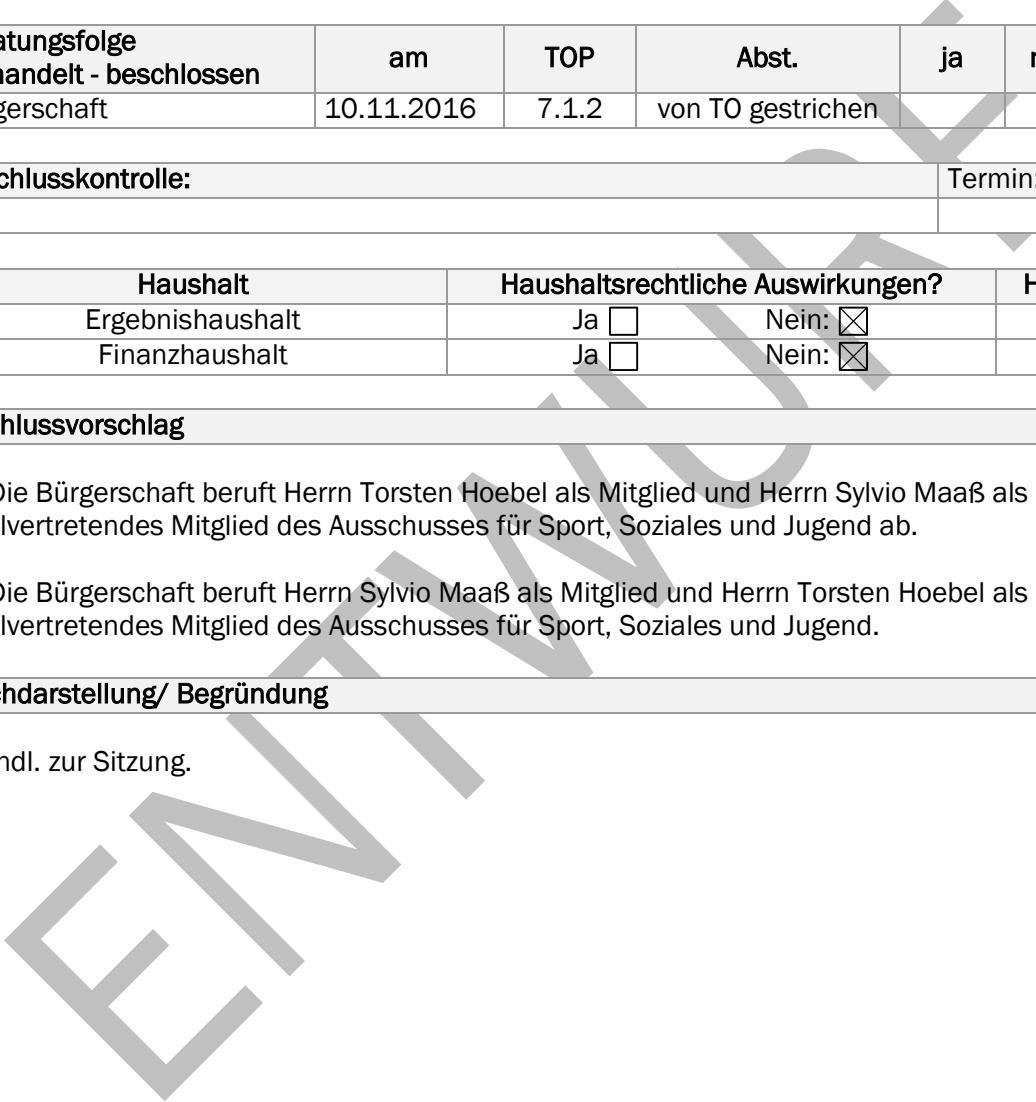 atungsfolge
andelt - beschlossen am TOP Abst. ja
gerschaft 10.11.2016 7.1.2 von TO gestrichen
chlusskontrolle: Termin:
Haushalt Haushaltsrechtliche Auswirkungen? H
Ergebnishaushalt Ja ☐ Nein: ☒
Finanzhaushalt Ja ☐ Nein: ☒
hlussvorschlag
Die Bürgerschaft beruft Herrn Torsten Hoebel als Mitglied und Herrn Sylvio Maaß als
lvertretendes Mitglied des Ausschusses für Sport, Soziales und Jugend ab.
Die Bürgerschaft beruft Herrn Sylvio Maaß als Mitglied und Herrn Torsten Hoebel als
lvertretendes Mitglied des Ausschusses für Sport, Soziales und Jugend.
chdarstellung/ Begründung
ndl. zur Sitzung.
ENTWURF